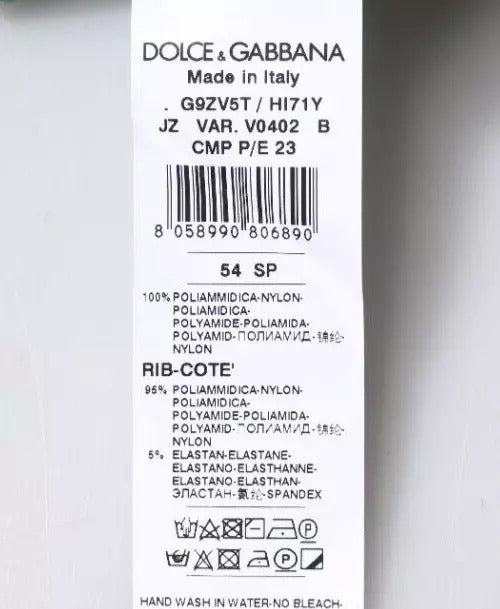 DOLCE & GABBANA
Made in Italy
. G9ZV5T / HI71Y
JZ VAR. V0402 B
CMP P/E 23
8 058990 806890
54 SP
100% POLIAMMIDICA-NYLON-
POLIAMIDICA-
POLYAMIDE-POLIAMIDA-
POLYAMID-ПОЛИАМИД-锦纶-
NYLON
RIB-COTE'
95% POLIAMMIDICA-NYLON-
POLIAMIDICA-
POLYAMIDE-POLIAMIDA-
POLYAMID-ПОЛИАМИД-锦纶-
NYLON
5% ELASTAN-ELASTANE-
ELASTANO-ELASTHANNE-
ELASTANO-ELASTHAN-
ЭЛАСТАН-氨纶-SPANDEX
P
P
HAND WASH IN WATER-NO BLEACH-